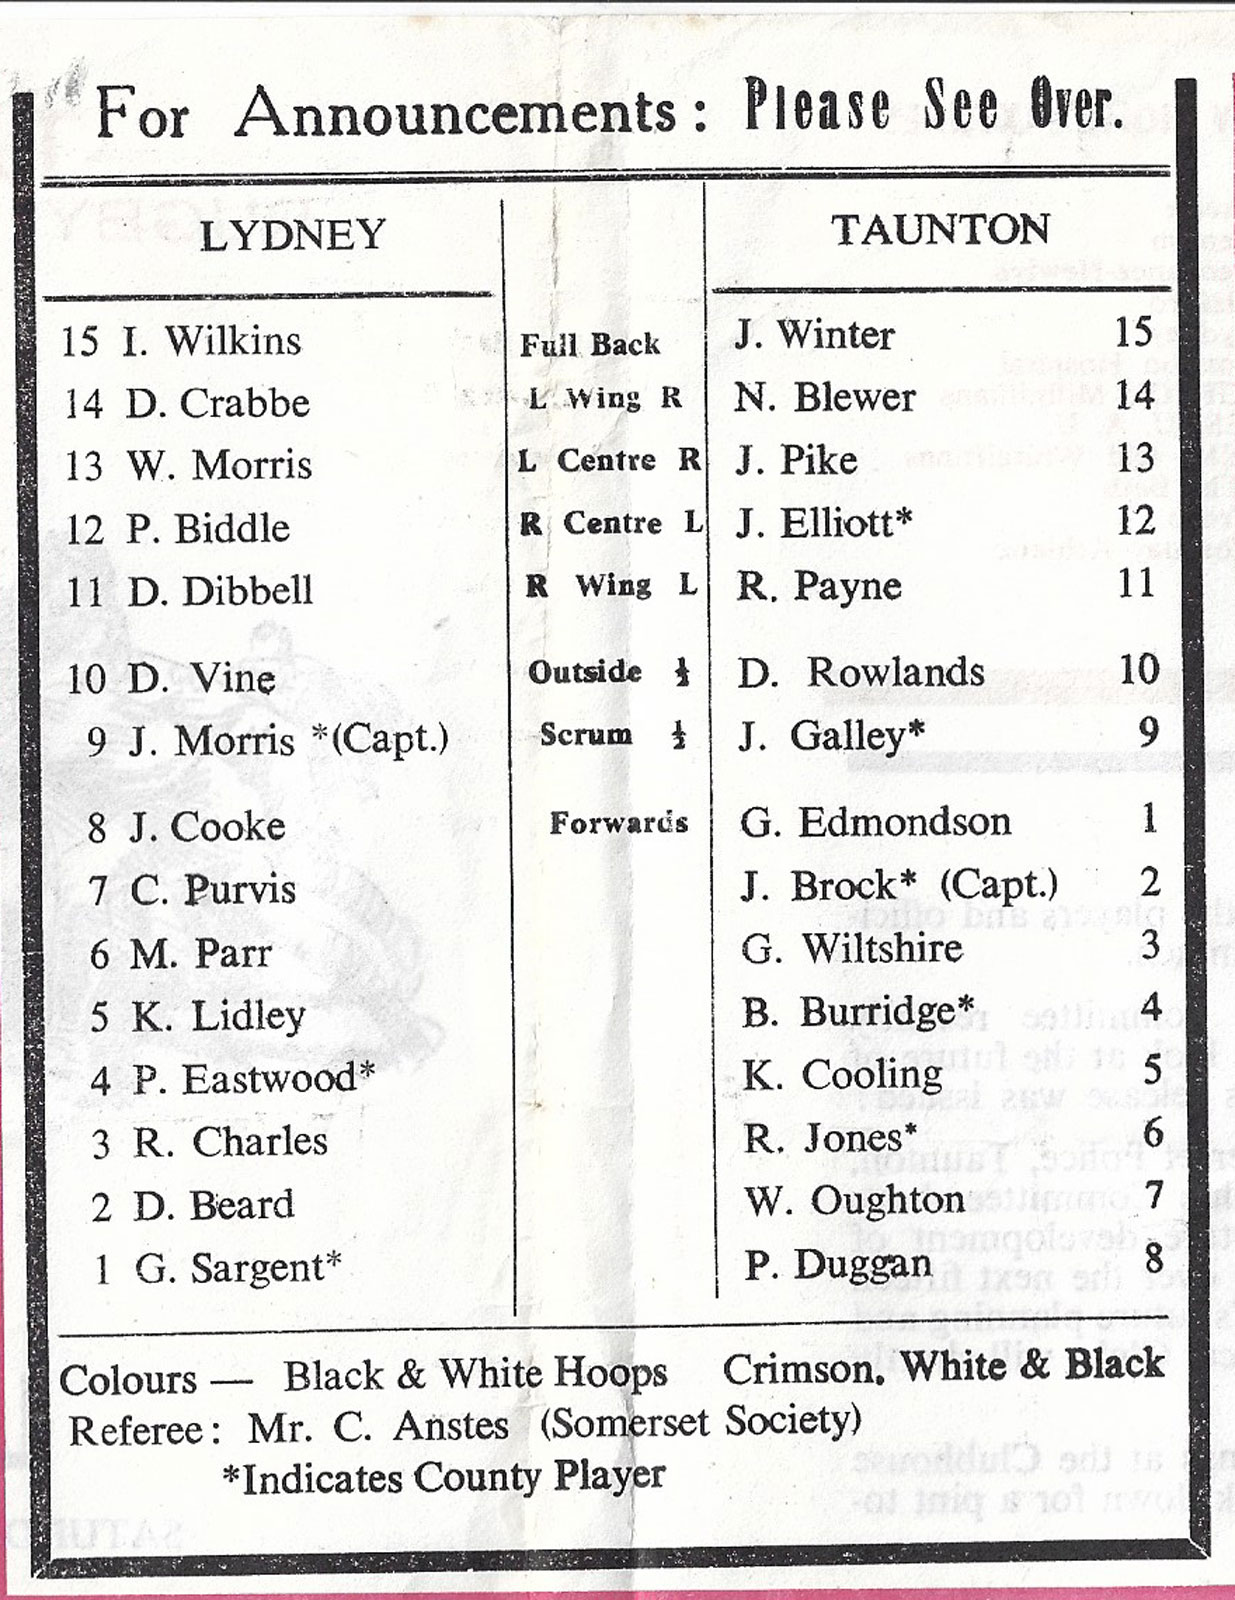 For Announcements: Please See Over.
LYDNEY TAUNTON
15 I. Wilkins Full Back J. Winter 15
14 D. Crabbe L Wing R N. Blewer 14
13 W. Morris L Centre R J. Pike 13
12 P. Biddle R Centre L J. Elliott* 12
11 D. Dibbell R Wing L R. Payne 11
10 D. Vine Outside ½ D. Rowlands 10
9 J. Morris *(Capt.) Scrum ½ J. Galley* 9
8 J. Cooke Forwards G. Edmondson 1
7 C. Purvis J. Brock* (Capt.) 2
6 M. Parr G. Wiltshire 3
5 K. Lidley B. Burridge* 4
4 P. Eastwood* K. Cooling 5
3 R. Charles R. Jones* 6
2 D. Beard W. Oughton 7
1 G. Sargent* P. Duggan 8
Colours — Black & White Hoops Crimson, White & Black
Referee: Mr. C. Anstes (Somerset Society)
*Indicates County Player